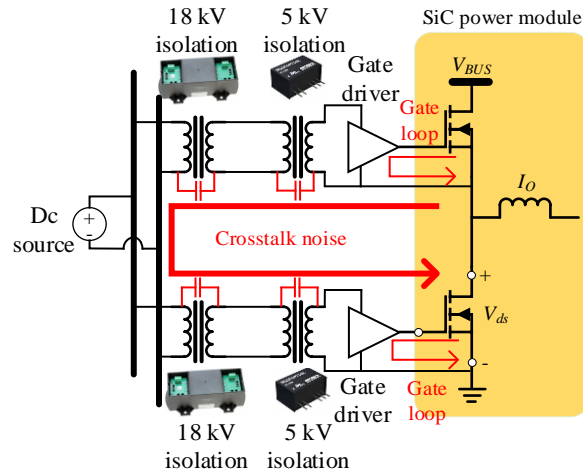 18 kV
isolation
5 kV
isolation
SiC power module
Gate
driver
V_BUS
Gate
loop
I_O
Dc
source
+
-
Crosstalk noise
+
V_ds
-
Gate
driver
Gate
loop
18 kV
isolation
5 kV
isolation